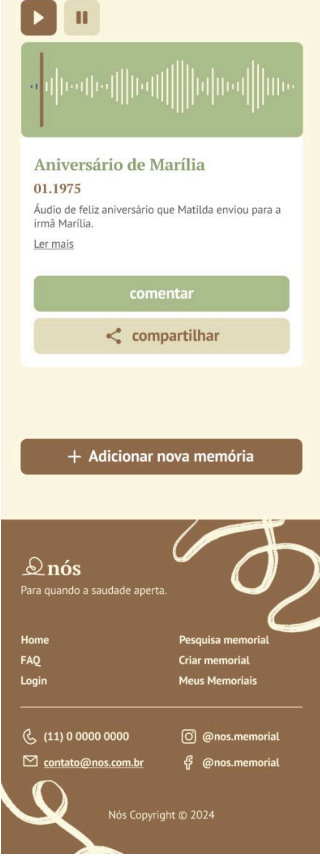 Aniversário de Marília
01.1975
Áudio de feliz aniversário que Matilda enviou para a
irmã Marília.
Ler mais
comentar
compartilhar
+ Adicionar nova memória
nós
Para quando a saudade aperta.
Home
FAQ
Login
Pesquisa memorial
Criar memorial
Meus Memoriais
(11) 0 0000 0000
contato@nos.com.br
@nos.memorial
@nos.memorial
Nós Copyright © 2024